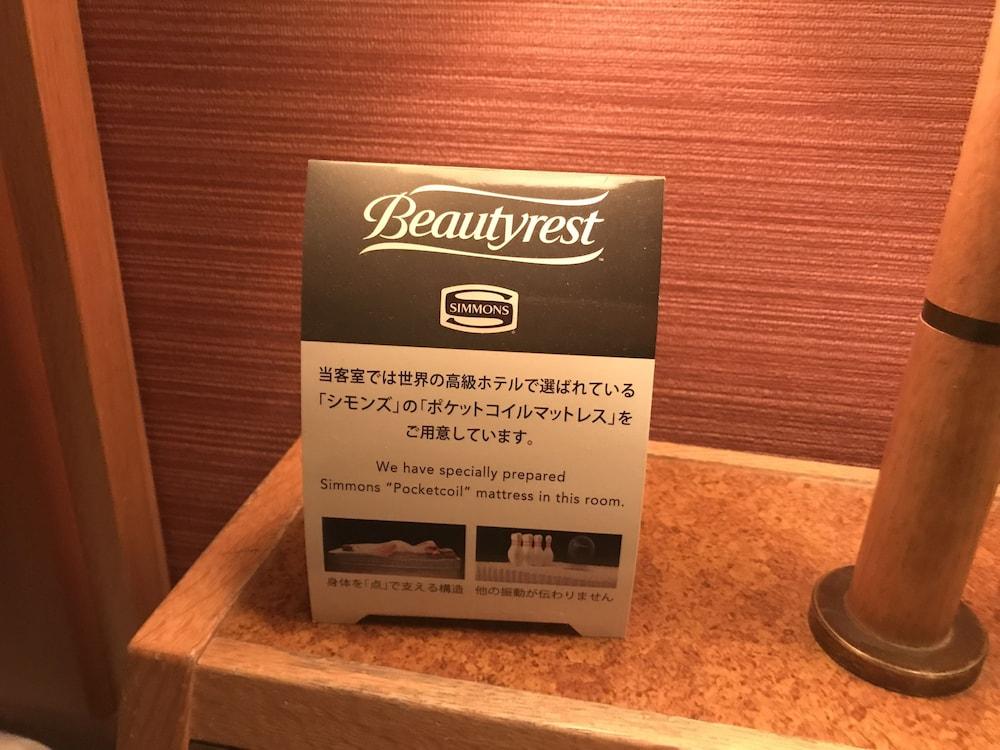 Beautyrest
SIMMONS
当客室では世界の高級ホテルで選ばれている
「シモンズ」の「ポケットコイルマットレス」を
ご用意しています。
We have specially prepared
Simmons "Pocketcoil" mattress in this room.
身体を「点」で支える構造
他の振動が伝わりません